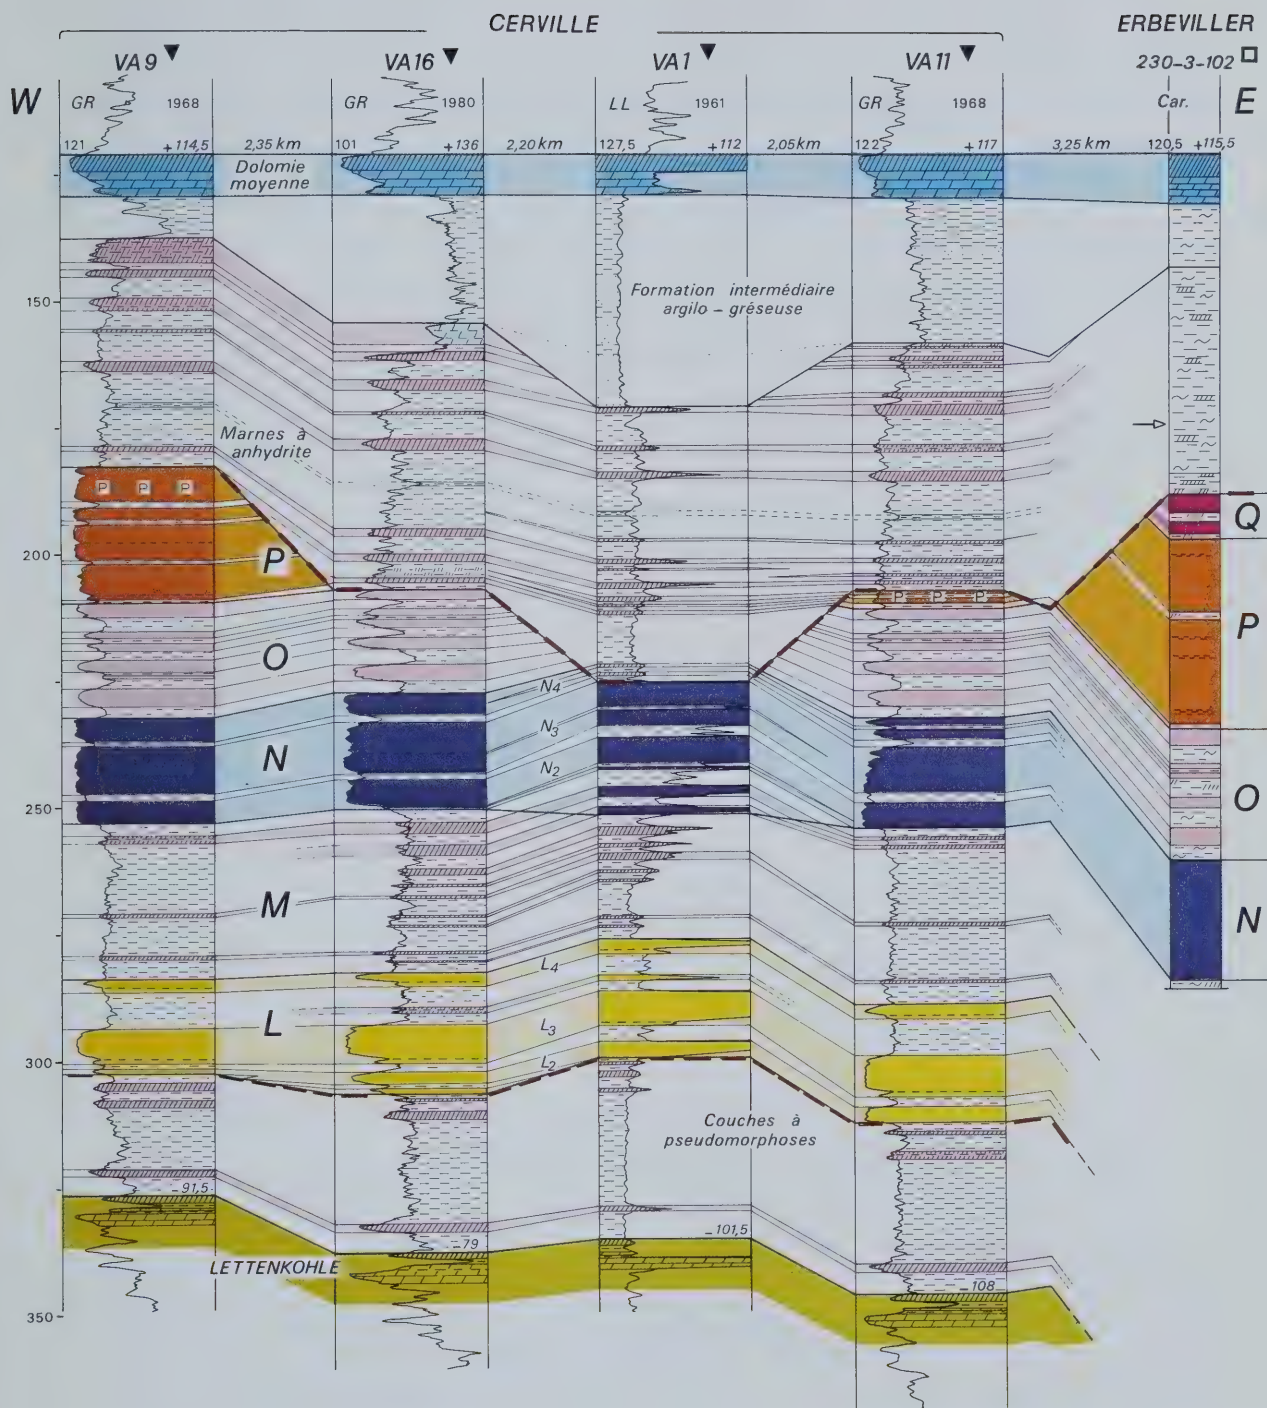 CERVILLE
ERBEVILLER
VA9 ▼ VA16 ▼ VA1 ▼ VA11 ▼ 230-3-102 □
W GR 1968 GR 1980 LL 1961 GR 1968 Car. E
121 +114,5 2,35 km 101 +136 2,20 km 127,5 +112 2,05 km 122 +117 3,25 km 120,5 +115,5
Dolomie
moyenne
150
Formation intermédiaire
argilo – gréseuse
Marnes à
anhydrite
P P P
Q
200
P
P P P
P
O
N4
N3
N
N2
O
250
M
N
L4
L
L3
L2
300
Couches à
pseudomorphoses
-91,5
-79
-101,5
LETTENKOHLE
-108
350